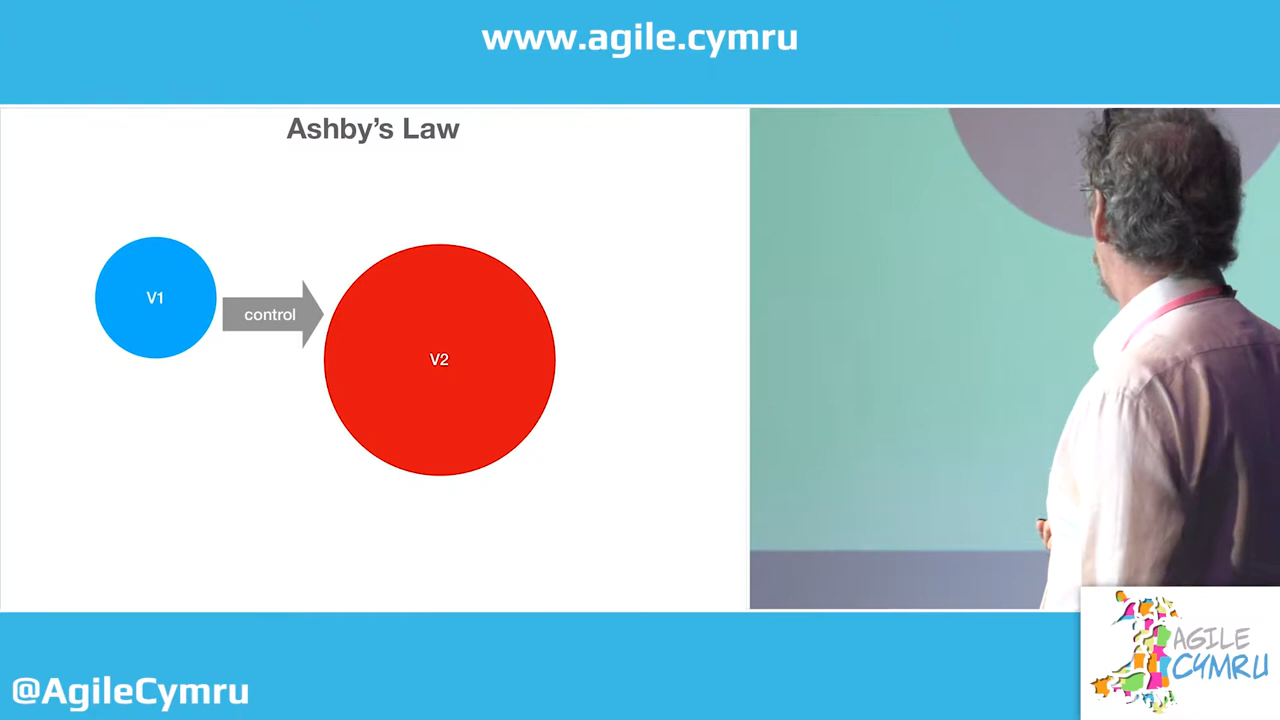 www.agile.cymru
Ashby's Law
V1
control
V2
@AgileCymru
AGILE
CYMRU